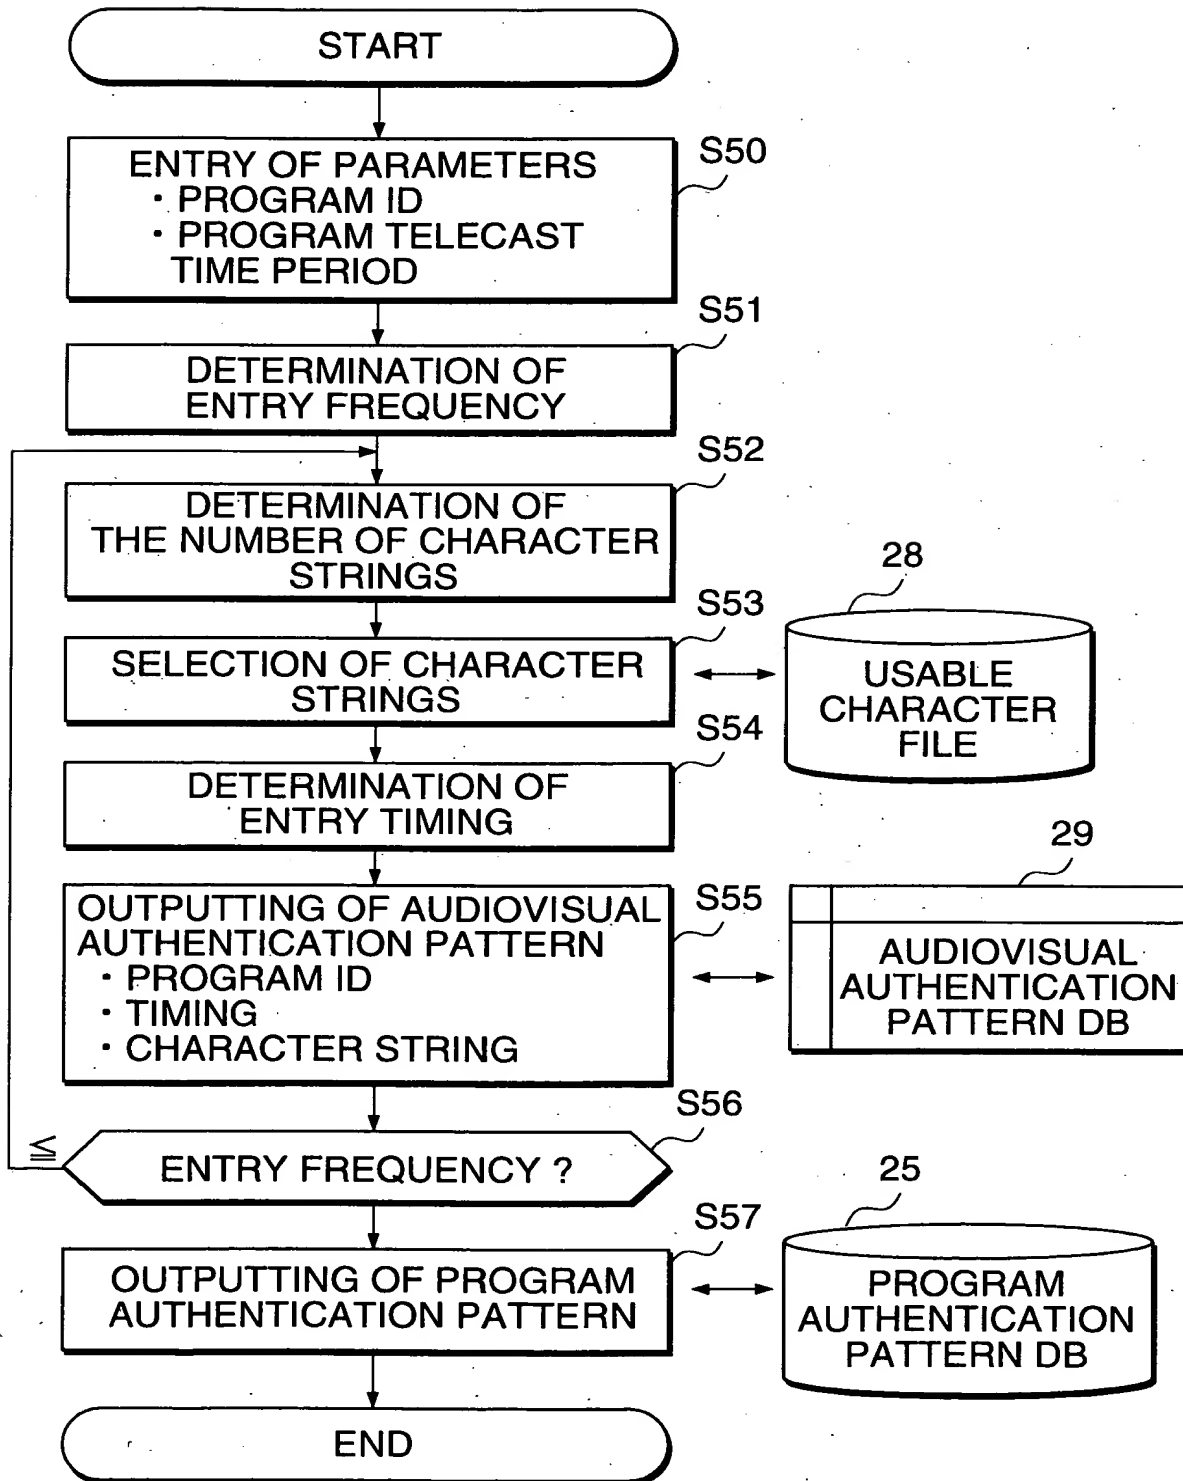 START
S50
ENTRY OF PARAMETERS
・PROGRAM ID
・PROGRAM TELECAST
TIME PERIOD
S51
DETERMINATION OF
ENTRY FREQUENCY
S52
DETERMINATION OF
THE NUMBER OF CHARACTER
STRINGS
S53
SELECTION OF CHARACTER
STRINGS
28
USABLE
CHARACTER
FILE
S54
DETERMINATION OF
ENTRY TIMING
S55
OUTPUTTING OF AUDIOVISUAL
AUTHENTICATION PATTERN
・PROGRAM ID
・TIMING
・CHARACTER STRING
29
AUDIOVISUAL
AUTHENTICATION
PATTERN DB
S56
≦
ENTRY FREQUENCY ?
S57
OUTPUTTING OF PROGRAM
AUTHENTICATION PATTERN
25
PROGRAM
AUTHENTICATION
PATTERN DB
END